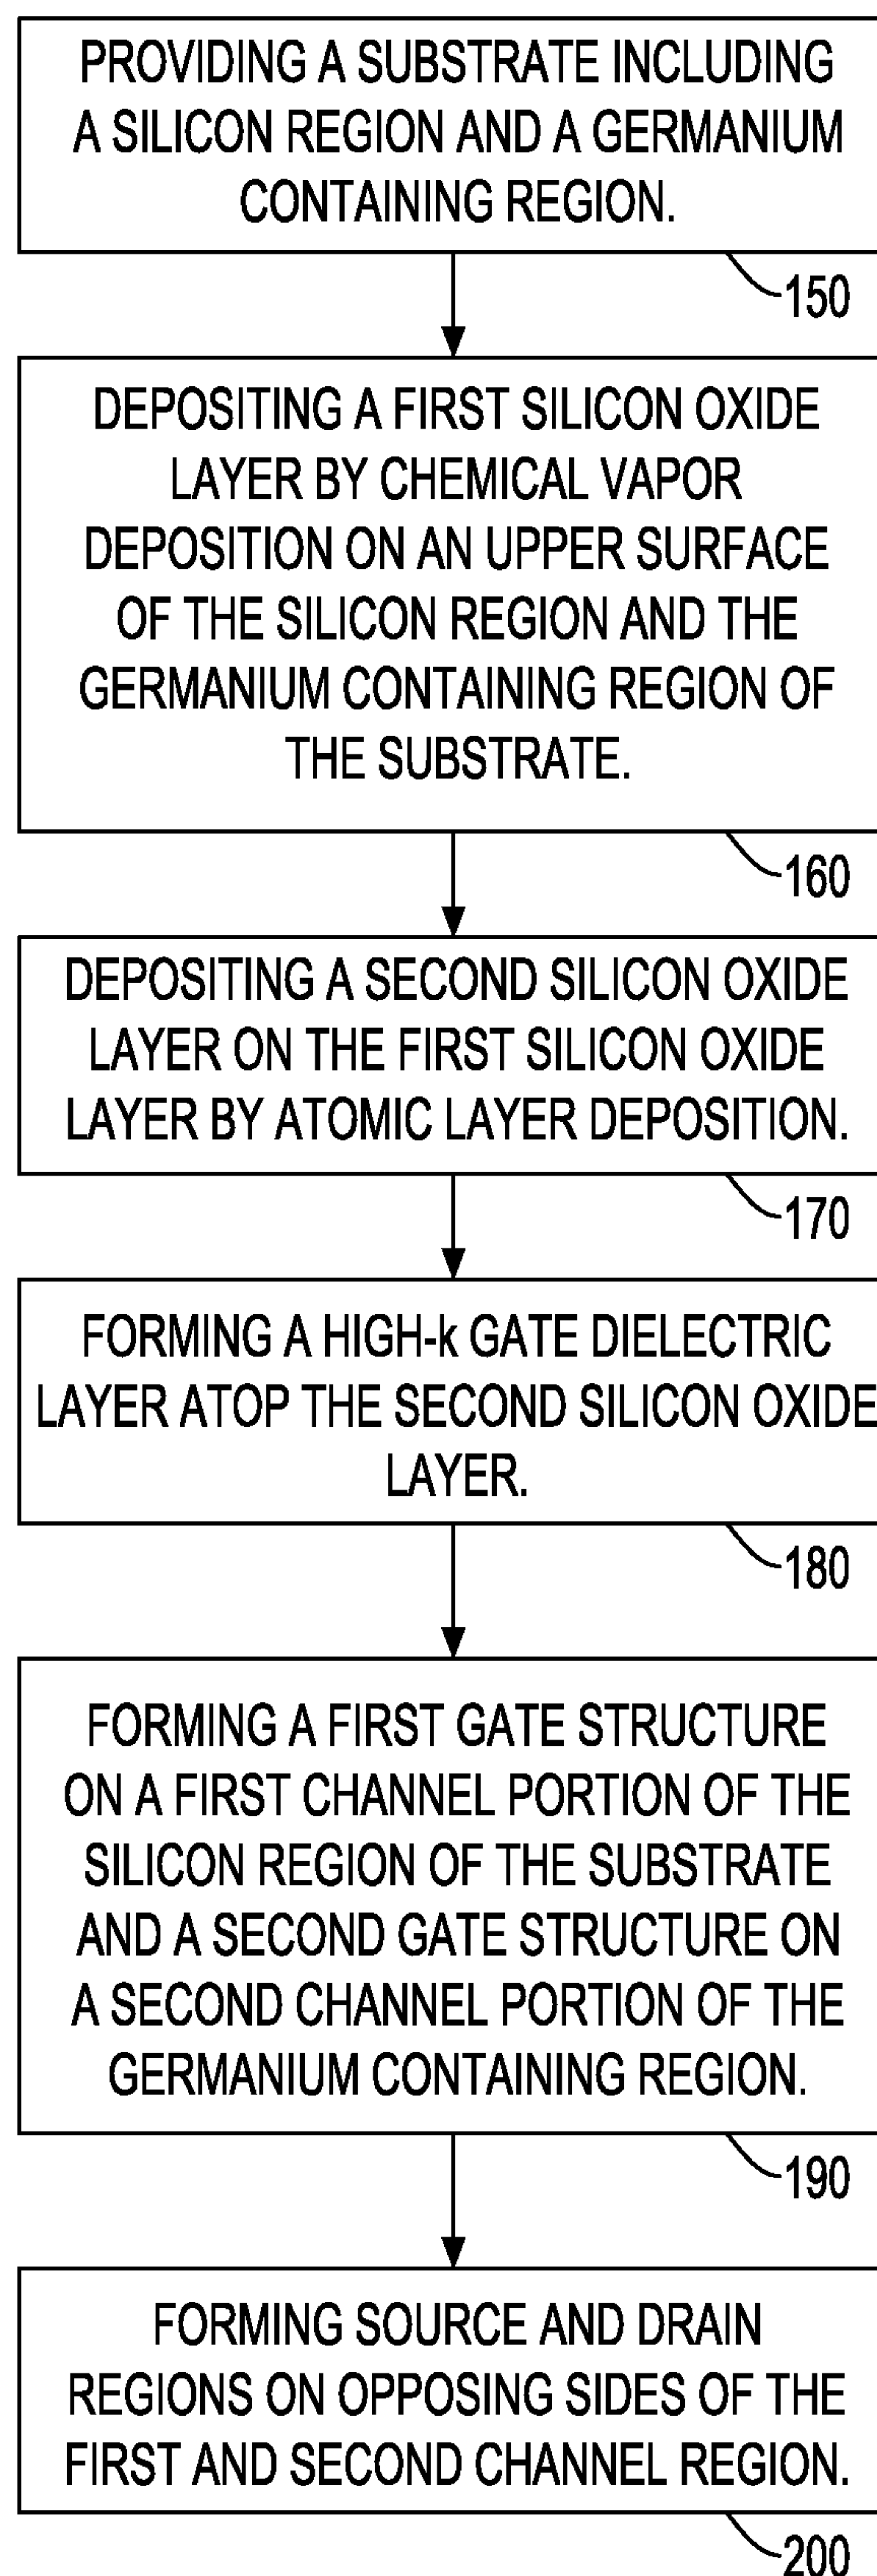 PROVIDING A SUBSTRATE INCLUDING
A SILICON REGION AND A GERMANIUM
CONTAINING REGION.
150
DEPOSITING A FIRST SILICON OXIDE
LAYER BY CHEMICAL VAPOR
DEPOSITION ON AN UPPER SURFACE
OF THE SILICON REGION AND THE
GERMANIUM CONTAINING REGION OF
THE SUBSTRATE.
160
DEPOSITING A SECOND SILICON OXIDE
LAYER ON THE FIRST SILICON OXIDE
LAYER BY ATOMIC LAYER DEPOSITION.
170
FORMING A HIGH-k GATE DIELECTRIC
LAYER ATOP THE SECOND SILICON OXIDE
LAYER.
180
FORMING A FIRST GATE STRUCTURE
ON A FIRST CHANNEL PORTION OF THE
SILICON REGION OF THE SUBSTRATE
AND A SECOND GATE STRUCTURE ON
A SECOND CHANNEL PORTION OF THE
GERMANIUM CONTAINING REGION.
190
FORMING SOURCE AND DRAIN
REGIONS ON OPPOSING SIDES OF THE
FIRST AND SECOND CHANNEL REGION.
200